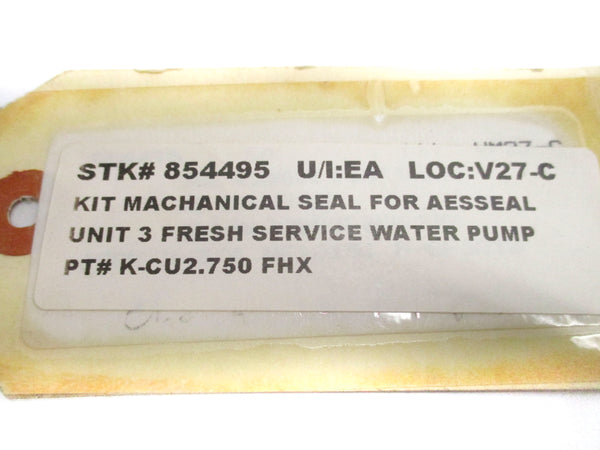 STK# 854495 U/I:EA LOC:V27-C
KIT MACHANICAL SEAL FOR AESSEAL
UNIT 3 FRESH SERVICE WATER PUMP
PT# K-CU2.750 FHX